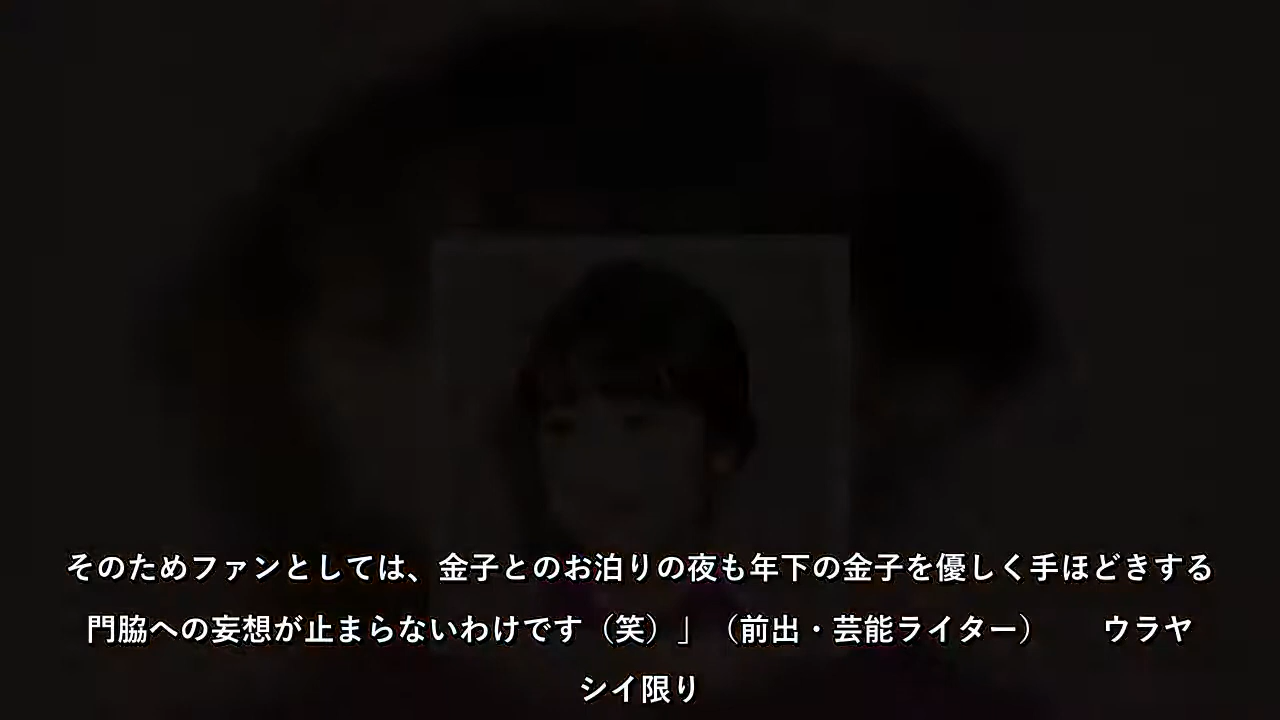 そのためファンとしては、金子とのお泊りの夜も年下の金子を優しく手ほどきする
門脇への妄想が止まらないわけです（笑）」（前出・芸能ライター）　　ウラヤ
シイ限り